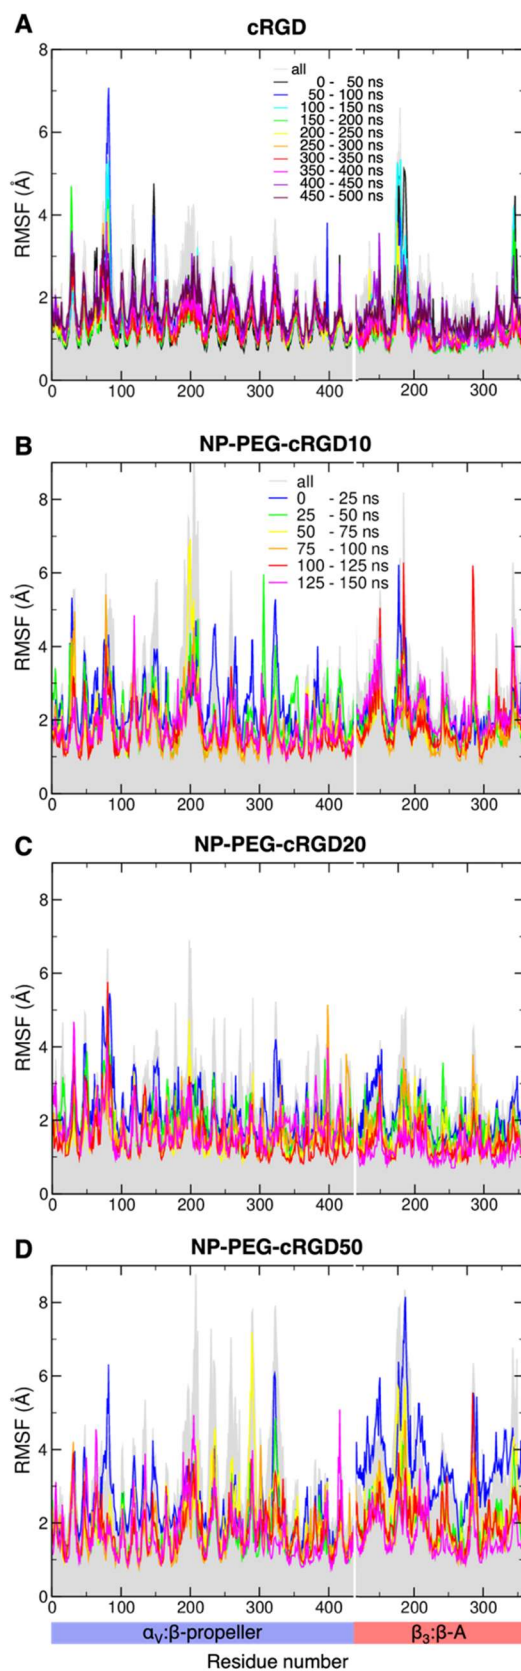 A
cRGD
8
6
4
2
0
RMSF (Å)
all
0 - 50 ns
50 - 100 ns
100 - 150 ns
150 - 200 ns
200 - 250 ns
250 - 300 ns
300 - 350 ns
350 - 400 ns
400 - 450 ns
450 - 500 ns
0 100 200 300 400 200 300
B
NP-PEG-cRGD10
8
6
4
2
0
RMSF (Å)
all
0 - 25 ns
25 - 50 ns
50 - 75 ns
75 - 100 ns
100 - 125 ns
125 - 150 ns
0 100 200 300 400 200 300
C
NP-PEG-cRGD20
8
6
4
2
0
RMSF (Å)
0 100 200 300 400 200 300
D
NP-PEG-cRGD50
8
6
4
2
0
RMSF (Å)
0 100 200 300 400 200 300
αV:β-propeller β3:β-A
Residue number